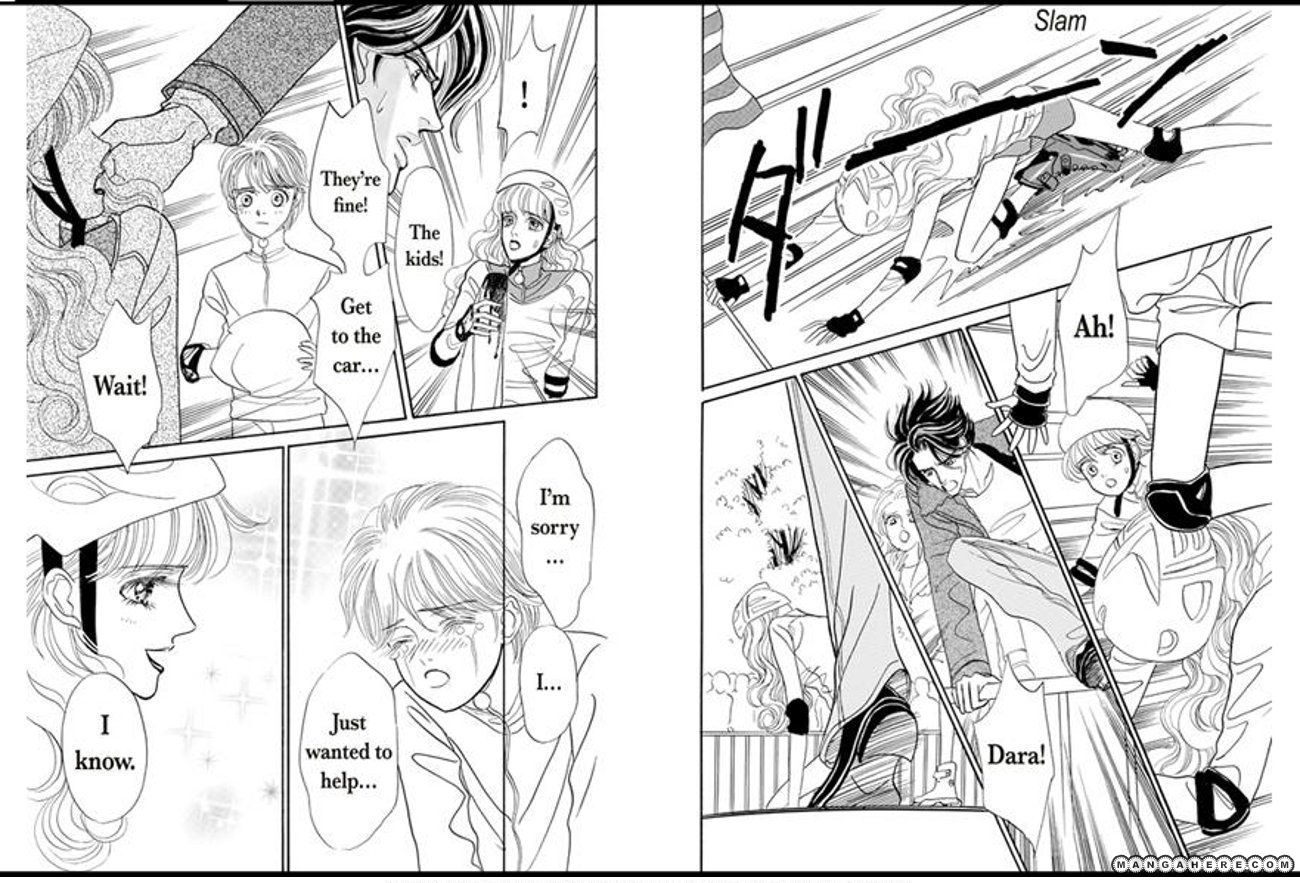 Slam
ダーン
Ah!
Dara!
!
The
kids!
They're
fine!
Get
to the
car...
Wait!
I'm
sorry
...
I...
Just
wanted to
help...
I
know.
MANGAHERE.COM